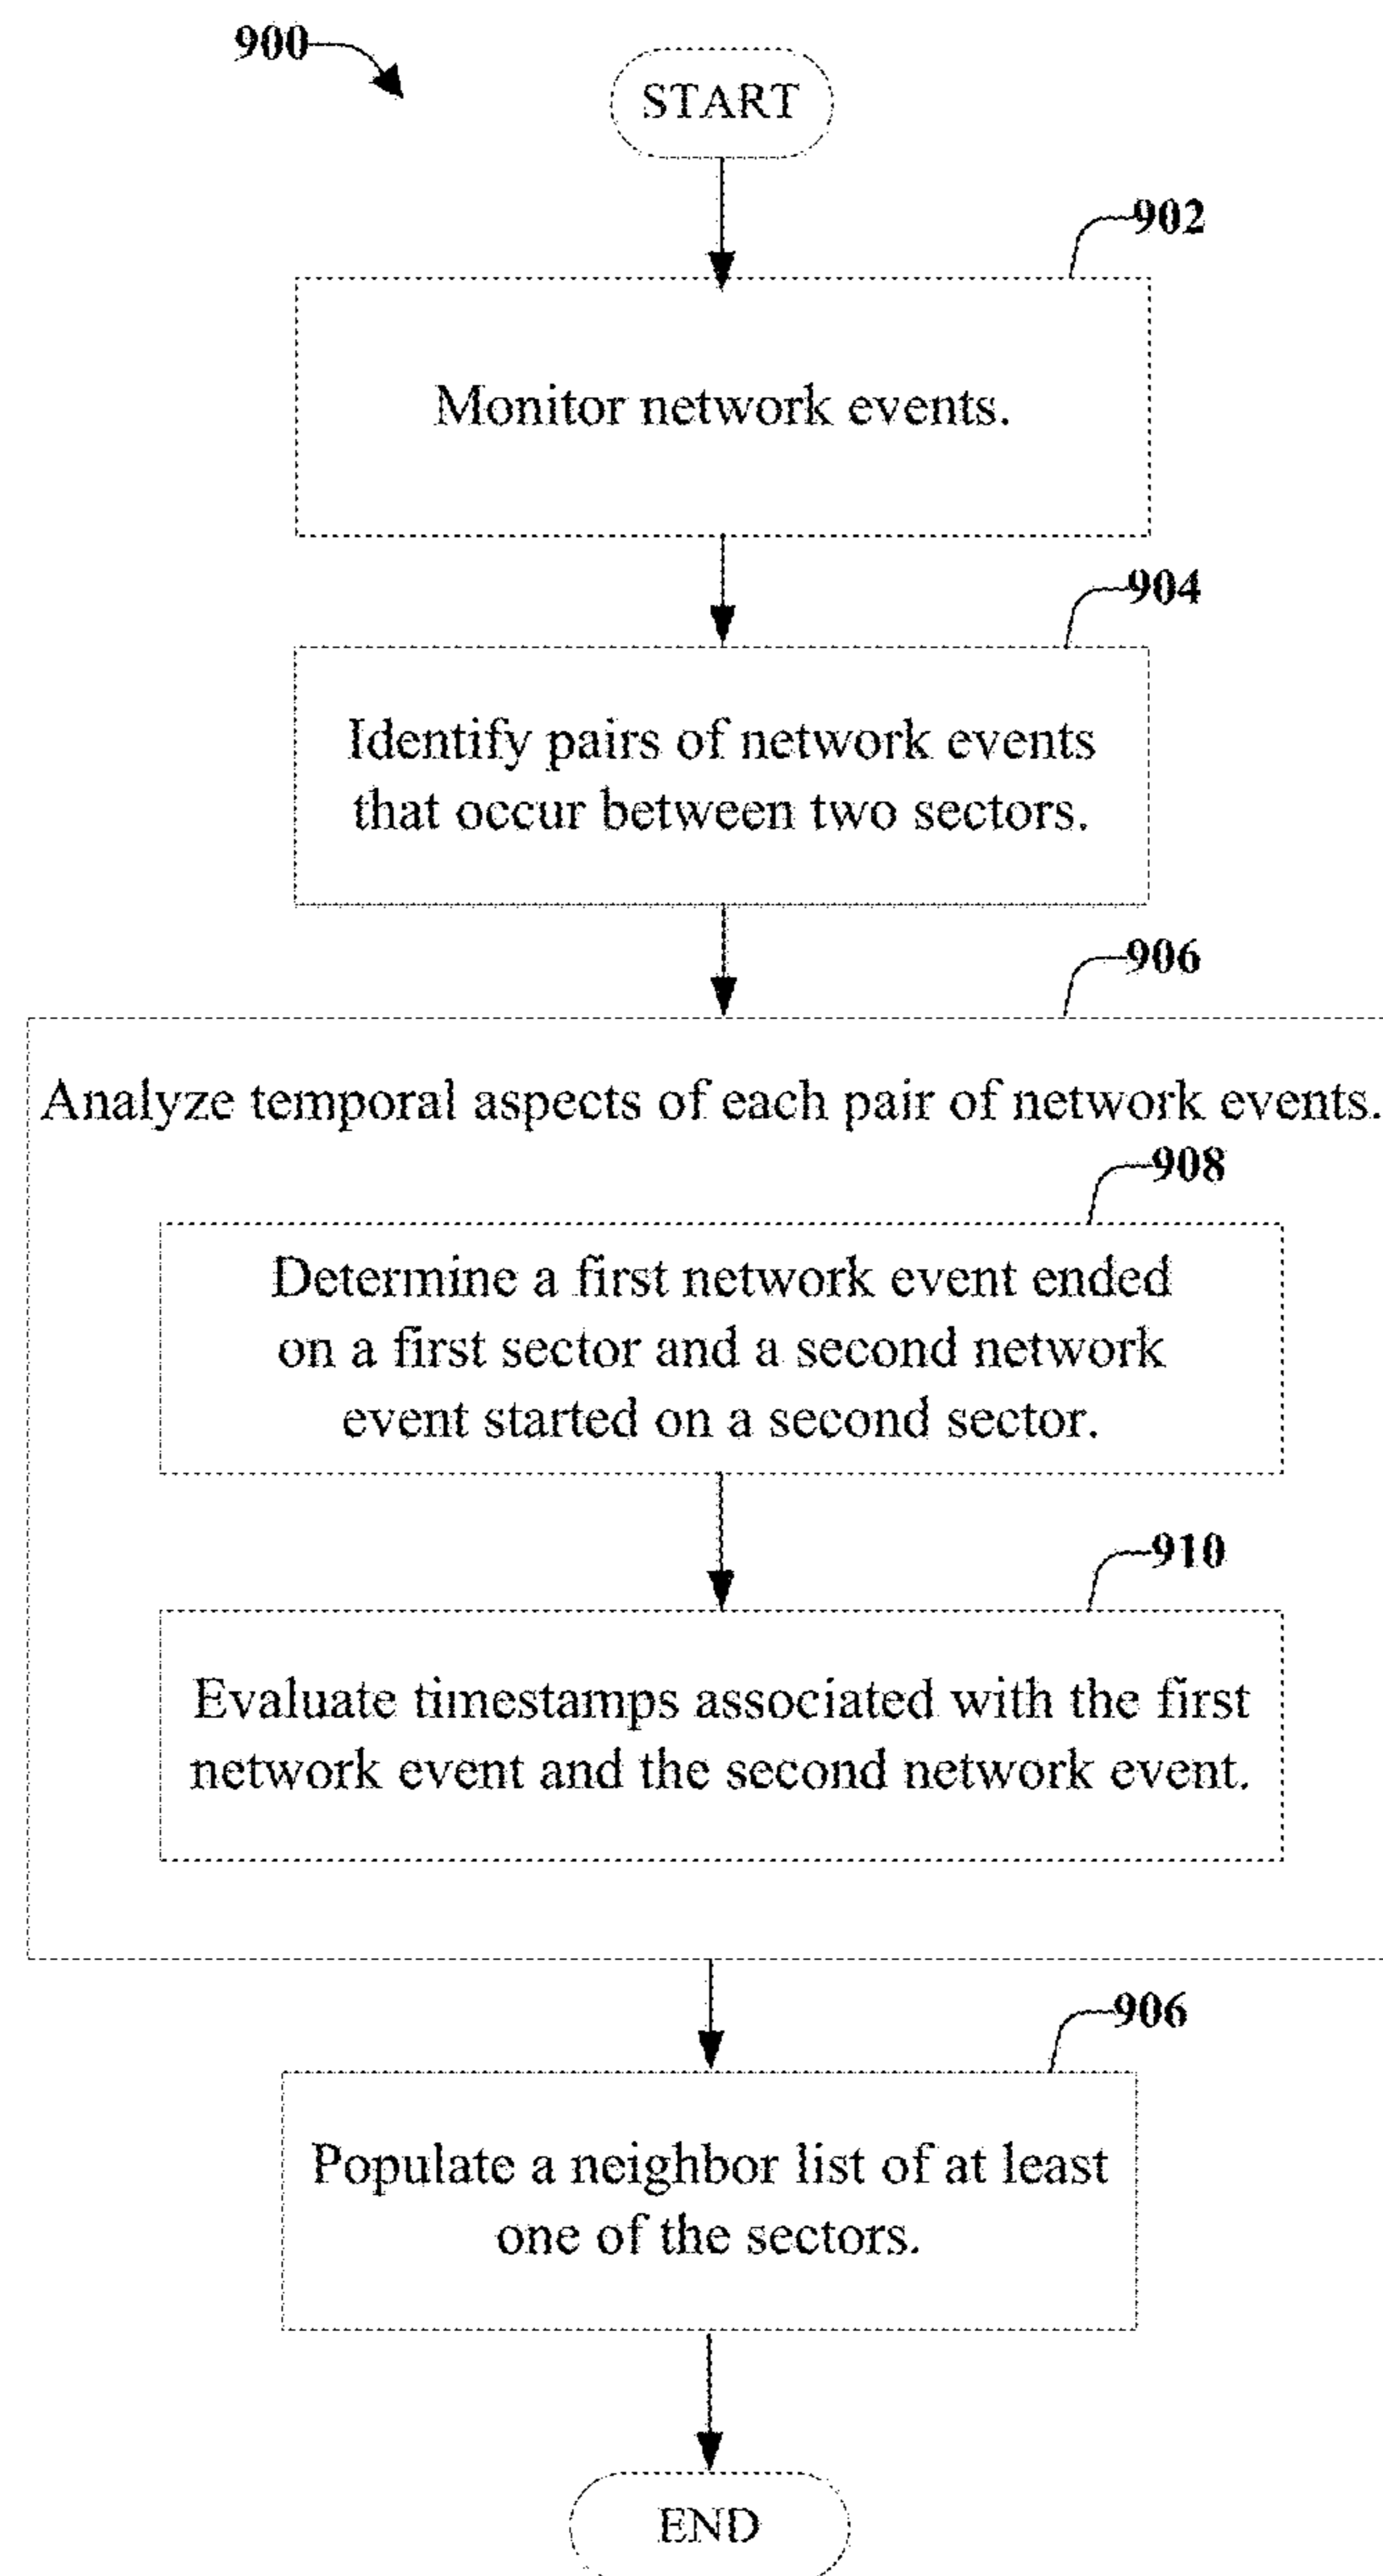 900
START
902
Monitor network events.
904
Identify pairs of network events
that occur between two sectors.
906
Analyze temporal aspects of each pair of network events.
908
Determine a first network event ended
on a first sector and a second network
event started on a second sector.
910
Evaluate timestamps associated with the first
network event and the second network event.
906
Populate a neighbor list of at least
one of the sectors.
END